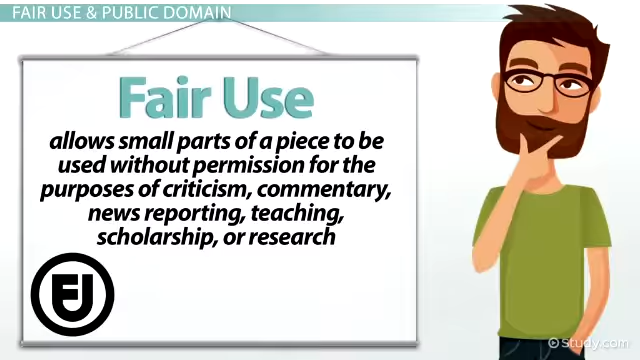 FAIR USE & PUBLIC DOMAIN
Fair Use
allows small parts of a piece to be
used without permission for the
purposes of criticism, commentary,
news reporting, teaching,
scholarship, or research
FU
Study.com